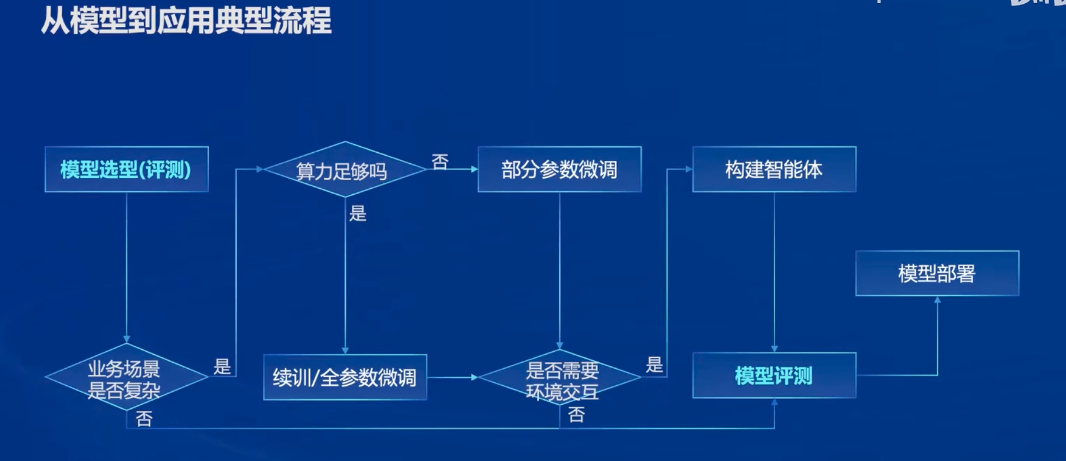 从模型到应用典型流程
模型选型(评测)
算力足够吗
否
部分参数微调
构建智能体
是
模型部署
业务场景
是否复杂
是
续训/全参数微调
是否需要
环境交互
是
模型评测
否
否